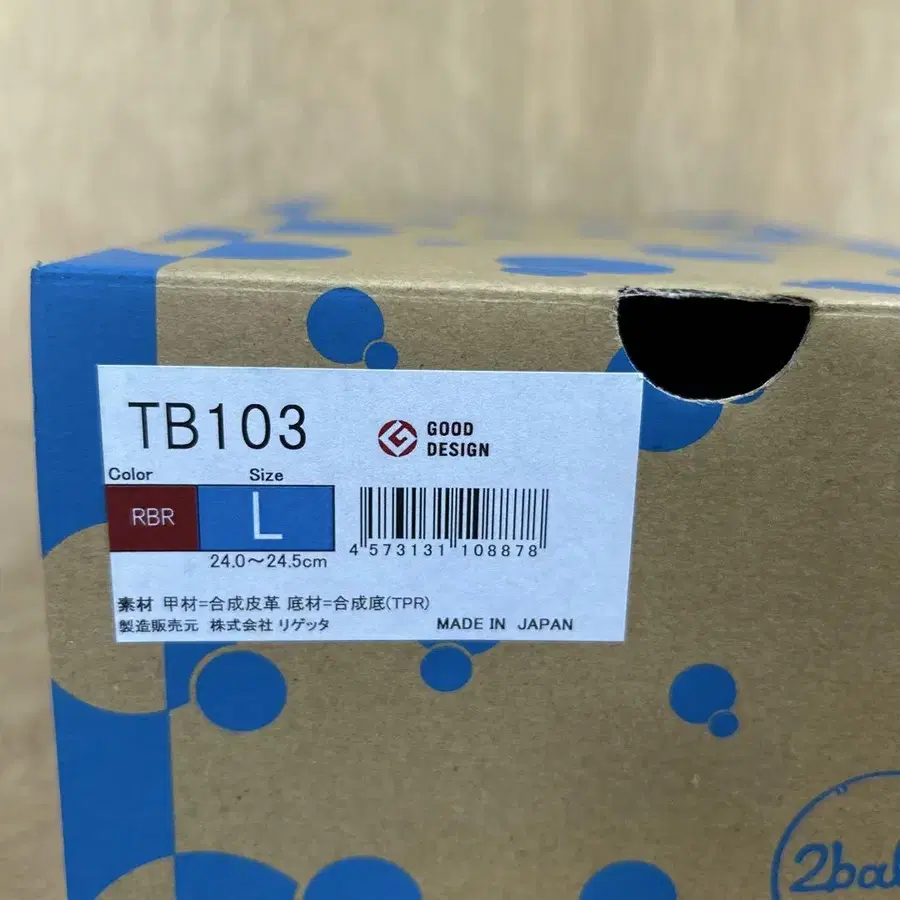 TB103
GOOD
DESIGN
Color Size
RBR L
24.0～24.5cm
4 573131 108878
素材 甲材=合成皮革 底材=合成底(TPR)
製造販売元 株式会社 リゲッタ MADE IN JAPAN